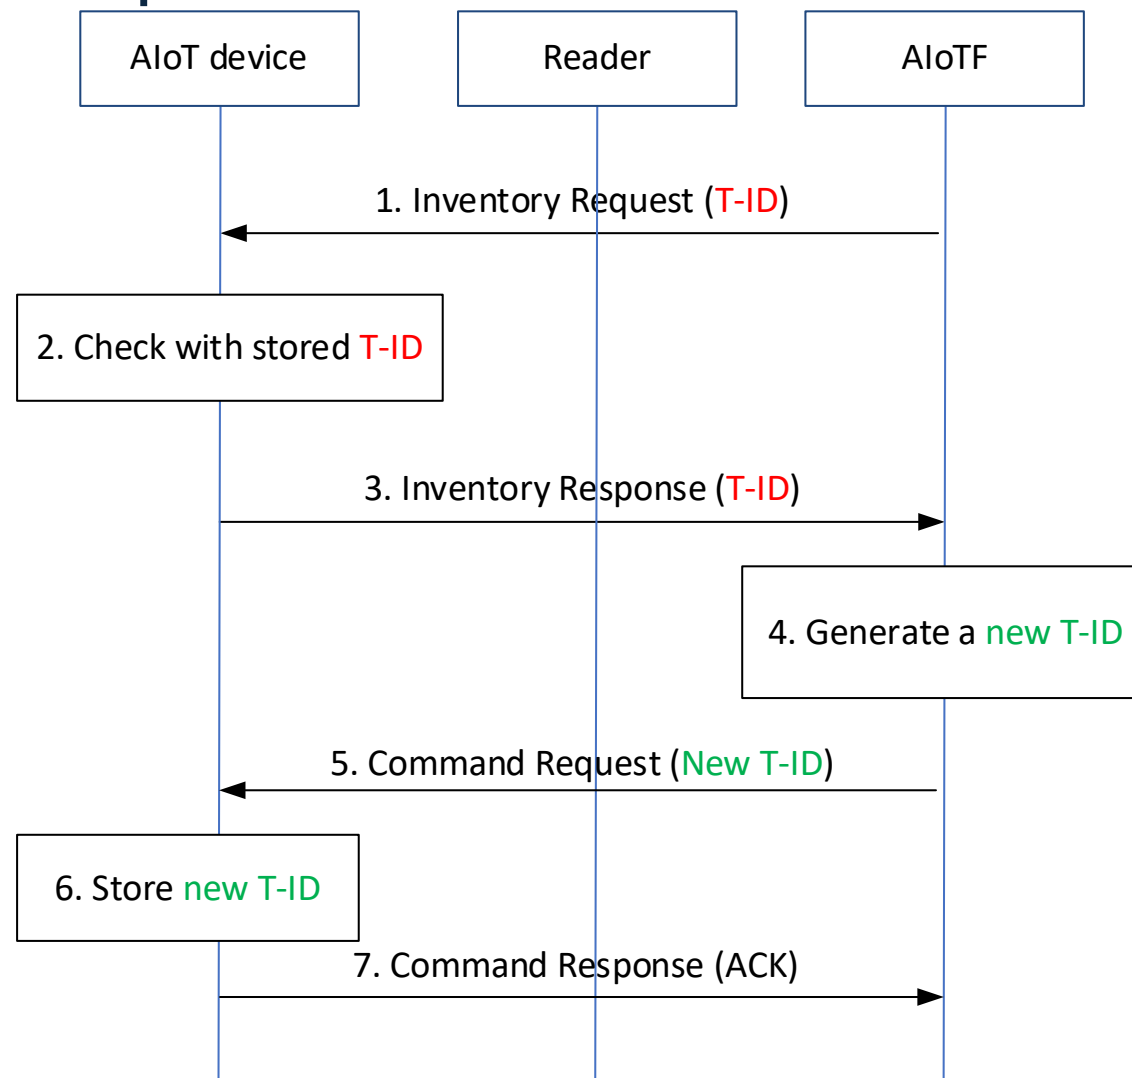 AIoT device
Reader
AIoTF
1. Inventory Request (T-ID)
2. Check with stored T-ID
3. Inventory Response (T-ID)
4. Generate a new T-ID
5. Command Request (New T-ID)
6. Store new T-ID
7. Command Response (ACK)